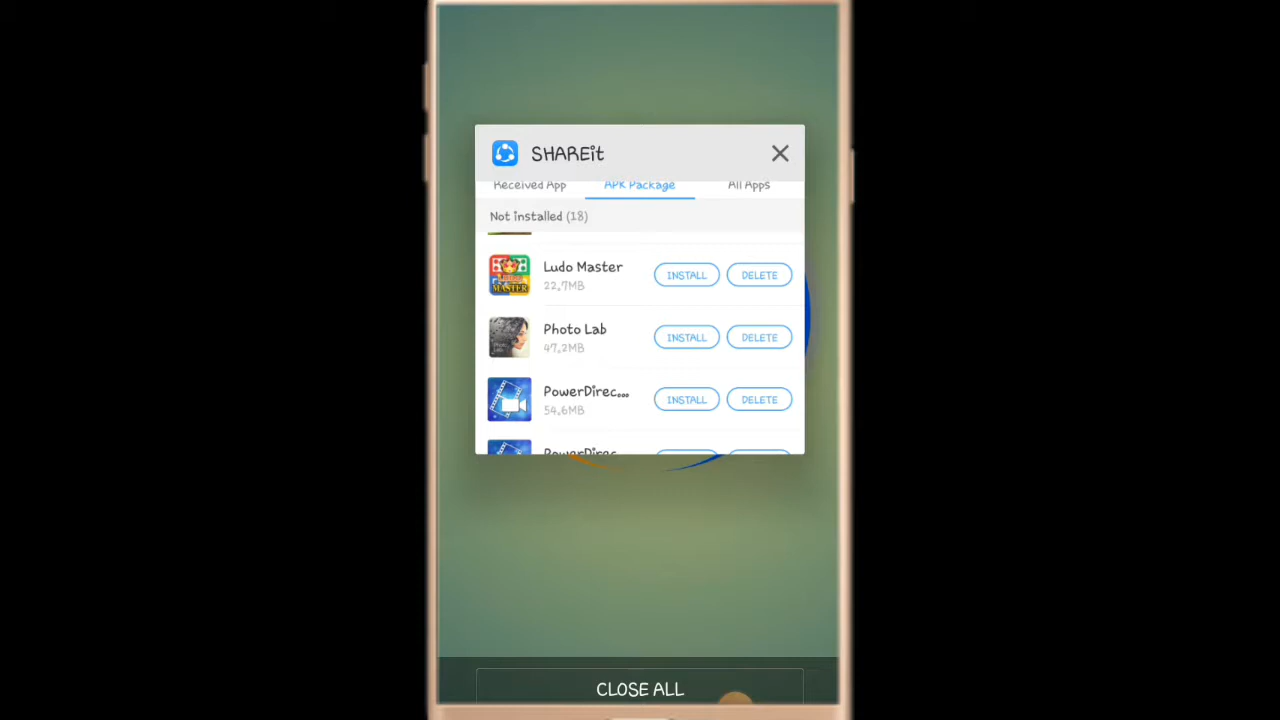 SHAREit
Received App APK Package All Apps
Not installed (18)
Ludo Master
22.7MB
INSTALL DELETE
Photo Lab
47.2MB
INSTALL DELETE
PowerDirec...
54.6MB
INSTALL DELETE
PowerDirec
CLOSE ALL